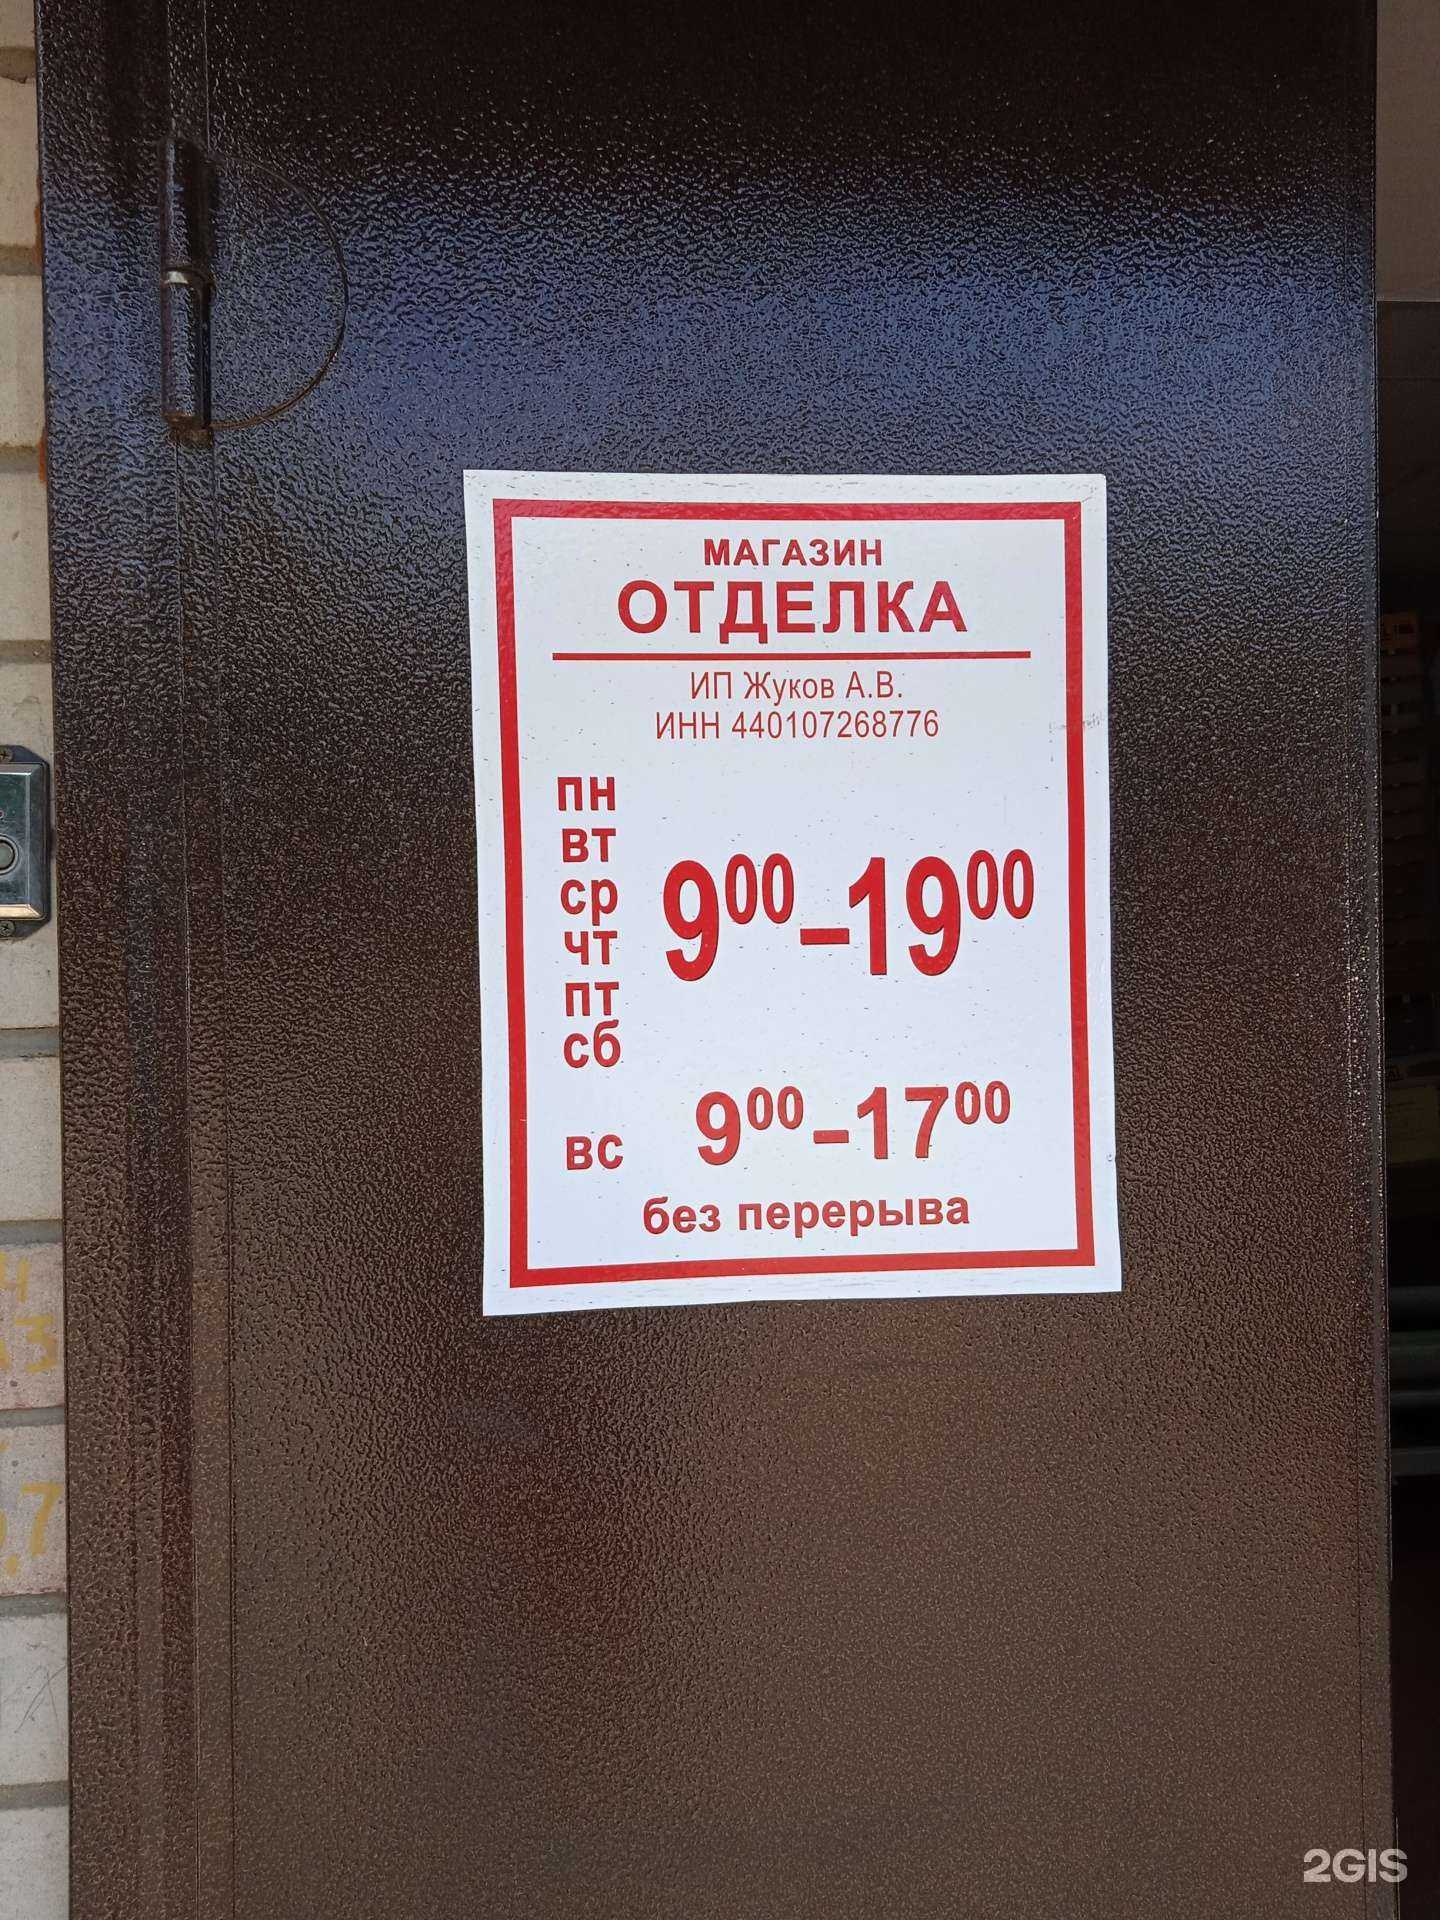 МАГАЗИН
ОТДЕЛКА
ИП Жуков А.В.
ИНН 440107268776
пн
вт
ср
чт
пт
сб
9⁰⁰–19⁰⁰
вс 9⁰⁰–17⁰⁰
без перерыва
2GIS